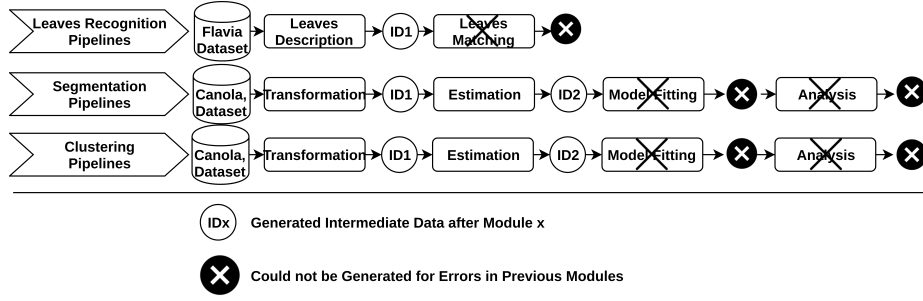 Leaves Recognition
Pipelines
Flavia
Dataset
Leaves
Description
ID1
Leaves
Matching
Segmentation
Pipelines
Canola,
Dataset
Transformation
ID1
Estimation
ID2
Model Fitting
Analysis
Clustering
Pipelines
Canola,
Dataset
Transformation
ID1
Estimation
ID2
Model Fitting
Analysis
IDx
Generated Intermediate Data after Module x
Could not be Generated for Errors in Previous Modules